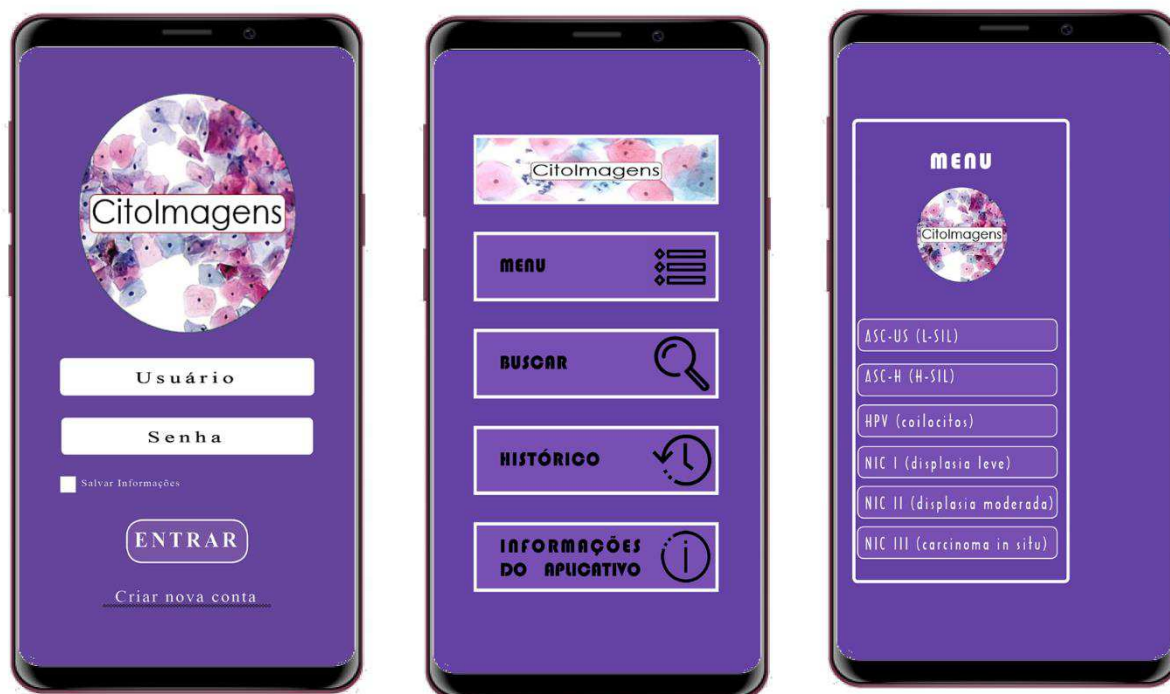 CitoImagens
Usuário
Senha
Salvar Informações
ENTRAR
Criar nova conta
CitoImagens
MENU
BUSCAR
HISTÓRICO
INFORMAÇÕES
DO APLICATIVO
MENU
CitoImagens
ASC-US (L-SIL)
ASC-H (H-SIL)
HPV (coilocitos)
NIC I (displasia leve)
NIC II (displasia moderada)
NIC III (carcinoma in situ)